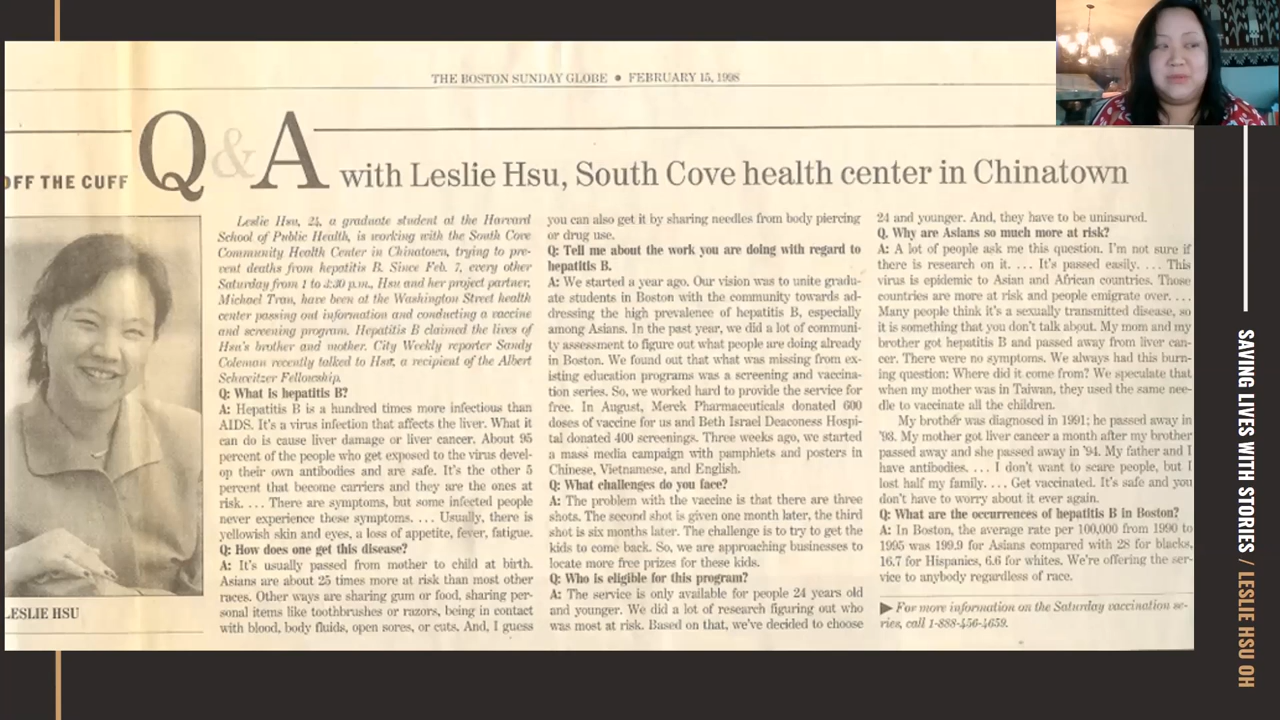 THE BOSTON SUNDAY GLOBE ● FEBRUARY 15, 1998
OFF THE CUFF
Q&A with Leslie Hsu, South Cove health center in Chinatown
LESLIE HSU
Leslie Hsu, 24, a graduate student at the Harvard
School of Public Health, is working with the South Cove
Community Health Center in Chinatown, trying to pre-
vent deaths from hepatitis B. Since Feb. 7, every other
Saturday from 1 to 3:30 p.m., Hsu and her project partner,
Michael Tran, have been at the Washington Street health
center passing out information and conducting a vaccine
and screening program. Hepatitis B claimed the lives of
Hsu's brother and mother. City Weekly reporter Sandy
Coleman recently talked to Hsu, a recipient of the Albert
Schweitzer Fellowship.
Q: What is hepatitis B?
A: Hepatitis B is a hundred times more infectious than
AIDS. It's a virus infection that affects the liver. What it
can do is cause liver damage or liver cancer. About 95
percent of the people who get exposed to the virus devel-
op their own antibodies and are safe. It's the other 5
percent that become carriers and they are the ones at
risk. . . . There are symptoms, but some infected people
never experience these symptoms. . . . Usually, there is
yellowish skin and eyes, a loss of appetite, fever, fatigue.
Q: How does one get this disease?
A: It's usually passed from mother to child at birth.
Asians are about 25 times more at risk than most other
races. Other ways are sharing gum or food, sharing per-
sonal items like toothbrushes or razors, being in contact
with blood, body fluids, open sores, or cuts. And, I guess
you can also get it by sharing needles from body piercing
or drug use.
Q: Tell me about the work you are doing with regard to
hepatitis B.
A: We started a year ago. Our vision was to unite gradu-
ate students in Boston with the community towards ad-
dressing the high prevalence of hepatitis B, especially
among Asians. In the past year, we did a lot of communi-
ty assessment to figure out what people are doing already
in Boston. We found out that what was missing from ex-
isting education programs was a screening and vaccina-
tion series. So, we worked hard to provide the service for
free. In August, Merck Pharmaceuticals donated 600
doses of vaccine for us and Beth Israel Deaconess Hospi-
tal donated 400 screenings. Three weeks ago, we started
a mass media campaign with pamphlets and posters in
Chinese, Vietnamese, and English.
Q: What challenges do you face?
A: The problem with the vaccine is that there are three
shots. The second shot is given one month later, the third
shot is six months later. The challenge is to try to get the
kids to come back. So, we are approaching businesses to
locate more free prizes for these kids.
Q: Who is eligible for this program?
A: The service is only available for people 24 years old
and younger. We did a lot of research figuring out who
was most at risk. Based on that, we've decided to choose
24 and younger. And, they have to be uninsured.
Q. Why are Asians so much more at risk?
A: A lot of people ask me this question. I'm not sure if
there is research on it. . . . It's passed easily. . . . This
virus is epidemic to Asian and African countries. Those
countries are more at risk and people emigrate over. . . .
Many people think it's a sexually transmitted disease, so
it is something that you don't talk about. My mom and my
brother got hepatitis B and passed away from liver can-
cer. There were no symptoms. We always had this burn-
ing question: Where did it come from? We speculate that
when my mother was in Taiwan, they used the same nee-
dle to vaccinate all the children.
My brother was diagnosed in 1991; he passed away in
'93. My mother got liver cancer a month after my brother
passed away and she passed away in '94. My father and I
have antibodies. . . . I don't want to scare people, but I
lost half my family. . . . Get vaccinated. It's safe and you
don't have to worry about it ever again.
Q: What are the occurrences of hepatitis B in Boston?
A: In Boston, the average rate per 100,000 from 1990 to
1995 was 199.9 for Asians compared with 28 for blacks,
16.7 for Hispanics, 6.6 for whites. We're offering the ser-
vice to anybody regardless of race.
▶ For more information on the Saturday vaccination se-
ries, call 1-888-456-4659.
SAVING LIVES WITH STORIES / LESLIE HSU OH